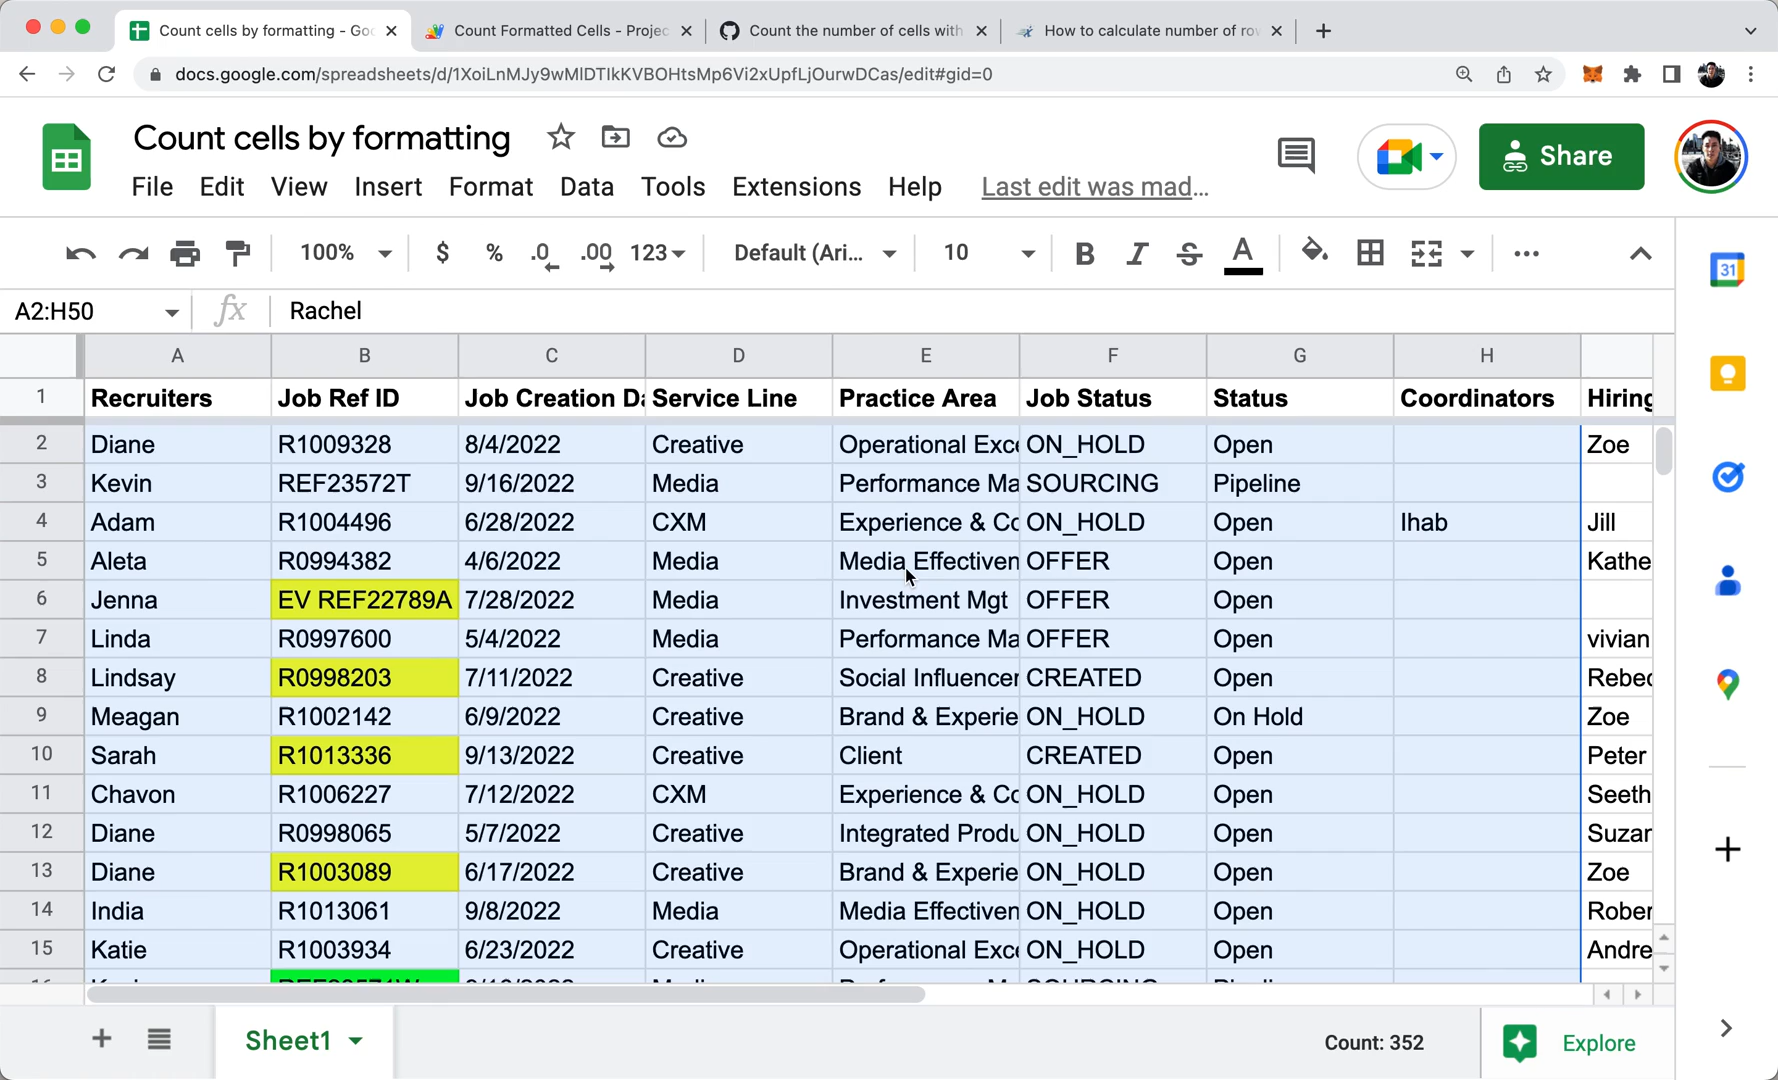 Count cells by formatting - Goo
Count Formatted Cells - Projec
Count the number of cells with
How to calculate number of rov
docs.google.com/spreadsheets/d/1XoiLnMJy9wMlDTlkKVBOHtsMp6Vi2xUpfLjOurwDCas/edit#gid=0
Count cells by formatting
Share
File Edit View Insert Format Data Tools Extensions Help Last edit was mad...
100% $ % .0 .00 123 Default (Ari... 10 B I S A
31
A2:H50 fx Rachel
A B C D E F G H
1 Recruiters Job Ref ID Job Creation Da Service Line Practice Area Job Status Status Coordinators Hiring
2 Diane R1009328 8/4/2022 Creative Operational Exce ON_HOLD Open Zoe
3 Kevin REF23572T 9/16/2022 Media Performance Ma SOURCING Pipeline
4 Adam R1004496 6/28/2022 CXM Experience & Co ON_HOLD Open Ihab Jill
5 Aleta R0994382 4/6/2022 Media Media Effectiven OFFER Open Kathe
6 Jenna EV REF22789A 7/28/2022 Media Investment Mgt OFFER Open
7 Linda R0997600 5/4/2022 Media Performance Ma OFFER Open vivian
8 Lindsay R0998203 7/11/2022 Creative Social Influencer CREATED Open Rebec
9 Meagan R1002142 6/9/2022 Creative Brand & Experie ON_HOLD On Hold Zoe
10 Sarah R1013336 9/13/2022 Creative Client CREATED Open Peter
11 Chavon R1006227 7/12/2022 CXM Experience & Co ON_HOLD Open Seeth
12 Diane R0998065 5/7/2022 Creative Integrated Produ ON_HOLD Open Suzar
13 Diane R1003089 6/17/2022 Creative Brand & Experie ON_HOLD Open Zoe
14 India R1013061 9/8/2022 Media Media Effectiven ON_HOLD Open Rober
15 Katie R1003934 6/23/2022 Creative Operational Exce ON_HOLD Open Andre
Sheet1 Count: 352 Explore